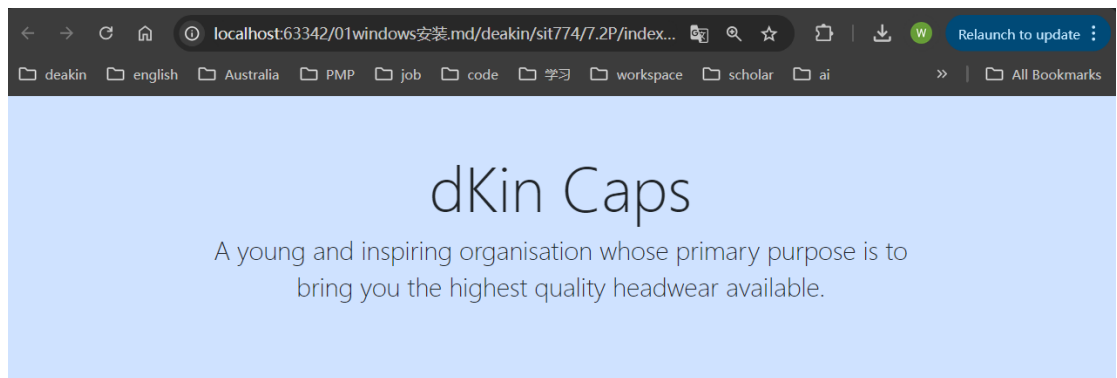 localhost:63342/01windows安装.md/deakin/sit774/7.2P/index...
W
Relaunch to update
deakin
english
Australia
PMP
job
code
学习
workspace
scholar
ai
»
All Bookmarks
dKin Caps
A young and inspiring organisation whose primary purpose is to
bring you the highest quality headwear available.